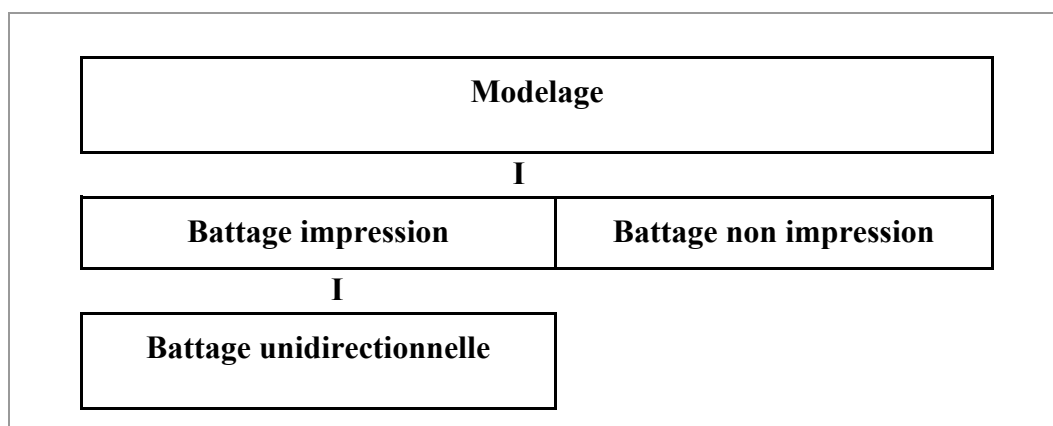 Modelage
I
Battage impression
Battage non impression
I
Battage unidirectionnelle